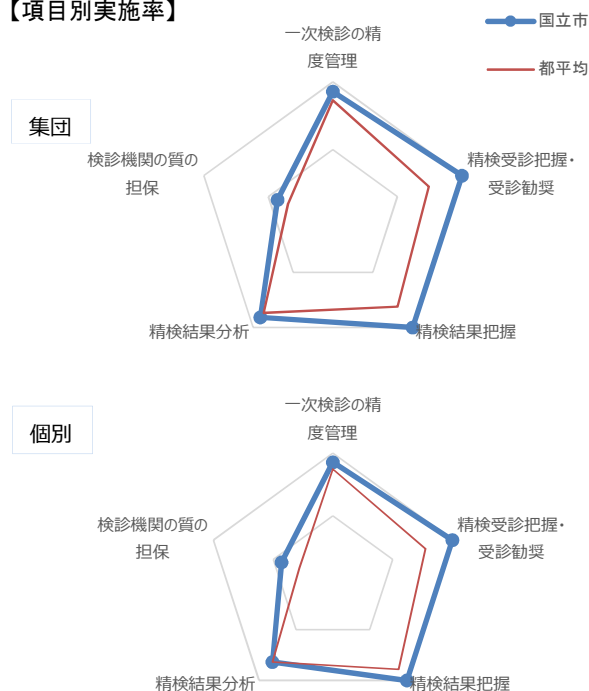 【項目別実施率】
国立市
都平均
集団
一次検診の精
度管理
精検受診把握・
受診勧奨
精検結果把握
精検結果分析
検診機関の質の
担保
個別
一次検診の精
度管理
精検受診把握・
受診勧奨
精検結果把握
精検結果分析
検診機関の質の
担保